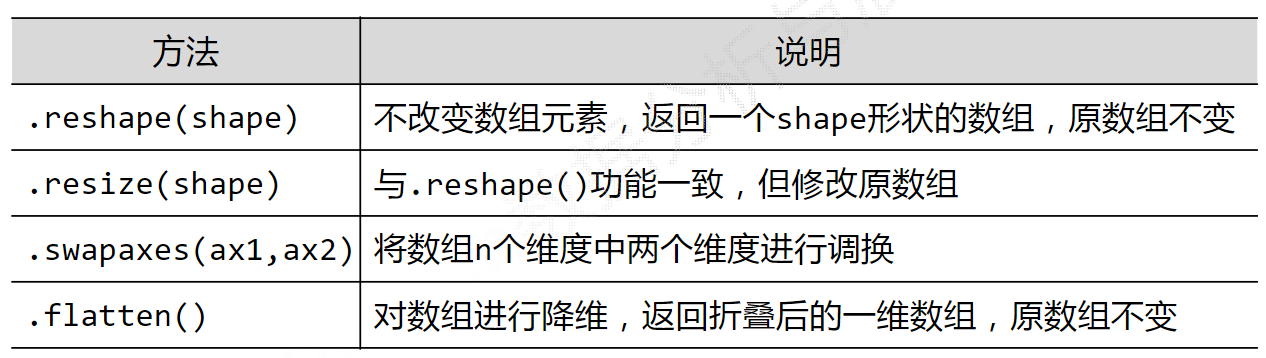 方法 说明
.reshape(shape) 不改变数组元素，返回一个shape形状的数组，原数组不变
.resize(shape) 与.reshape()功能一致，但修改原数组
.swapaxes(ax1,ax2) 将数组n个维度中两个维度进行调换
.flatten() 对数组进行降维，返回折叠后的一维数组，原数组不变